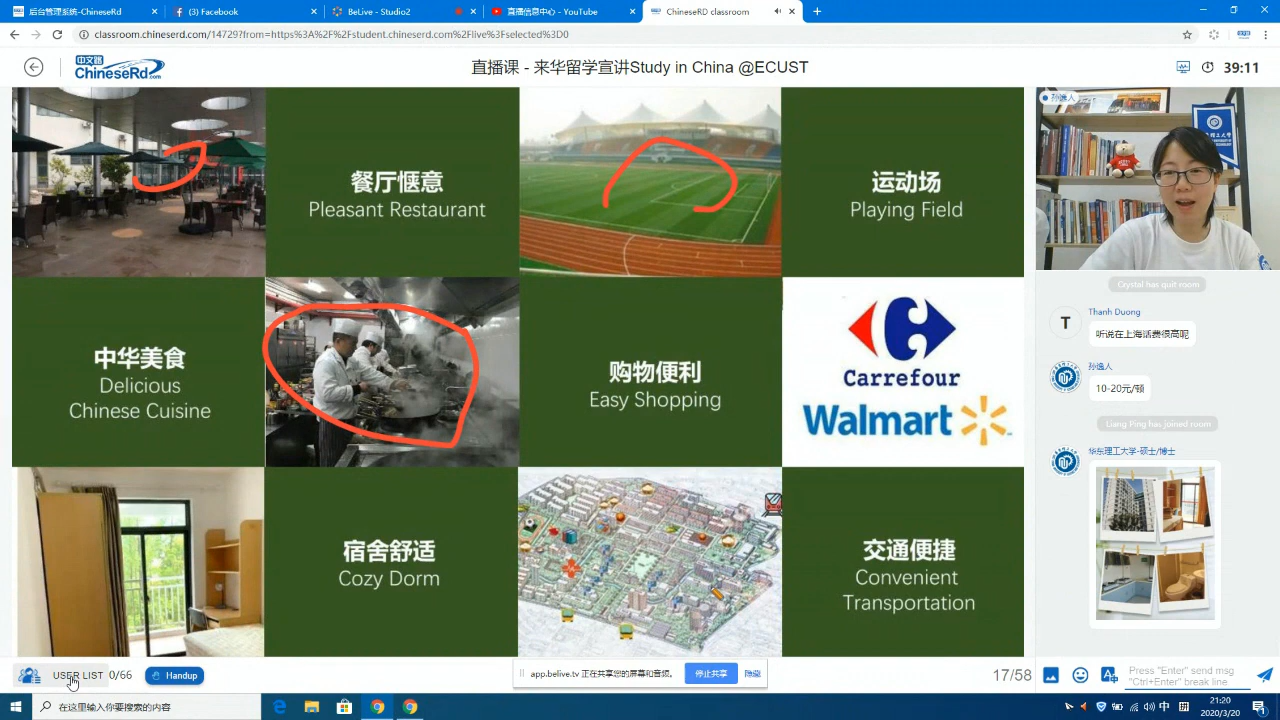 后台管理系统-ChineseRd
(3) Facebook
BeLive - Studio2
直播信息中心 - YouTube
ChineseRD classroom
classroom.chineserd.com/14729?from=https%3A%2F%2Fstudent.chineserd.com%2Flive%3Fselected%3D0
中文路
ChineseRd.com
直播课 - 来华留学宣讲Study in China @ECUST
39:11
餐厅惬意
Pleasant Restaurant
运动场
Playing Field
中华美食
Delicious
Chinese Cuisine
购物便利
Easy Shopping
Carrefour
Walmart
宿舍舒适
Cozy Dorm
交通便捷
Convenient
Transportation
孙逸人
Crystal has quit room
Thanh Duong
T
听说在上海话费很高呢
孙逸人
10-20元/顿
Liang Ping has joined room
华东理工大学-硕士/博士
USER LIST 0/66
Handup
app.belive.tv 正在共享您的屏幕和音频。
停止共享
隐藏
17/58
Press "Enter" send msg
"Ctrl+Enter" break line
在这里输入你要搜索的内容
中
拼
21:20
2020/3/20